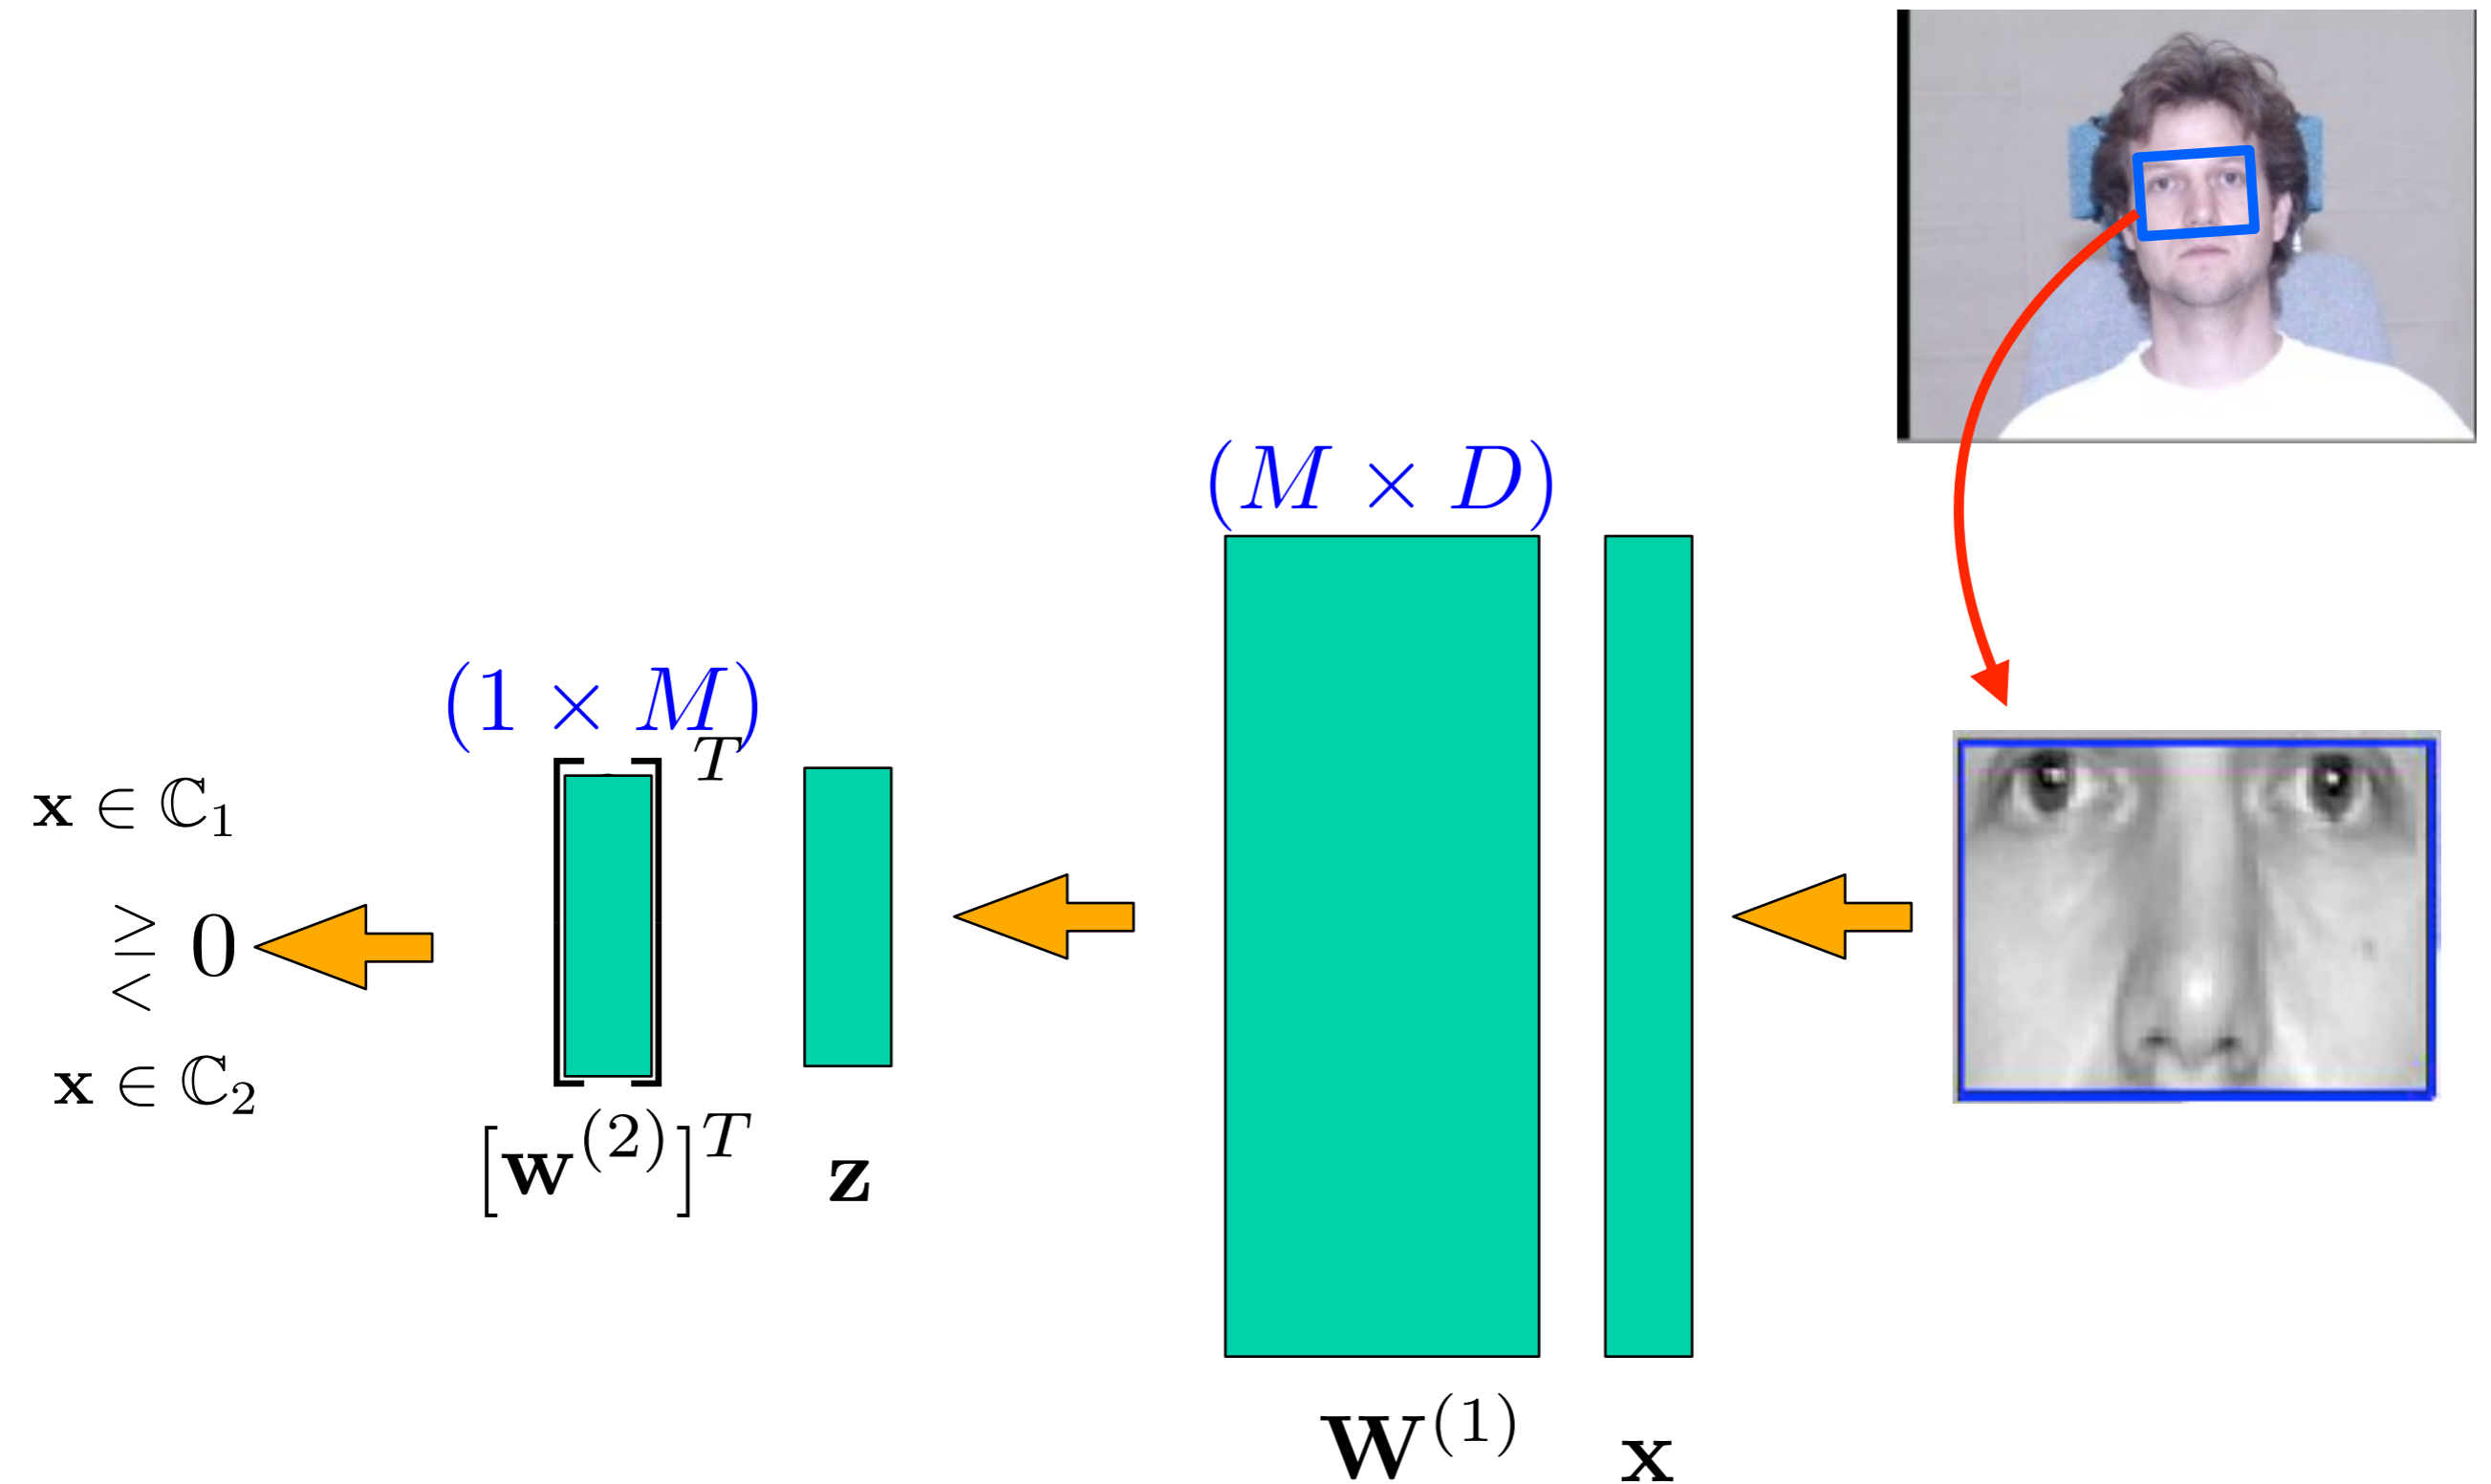 (M × D)
(1 × M)
T
x ∈ ℂ₁
≥ 0
<
x ∈ ℂ₂
[w⁽²⁾]ᵀ z
W⁽¹⁾ x